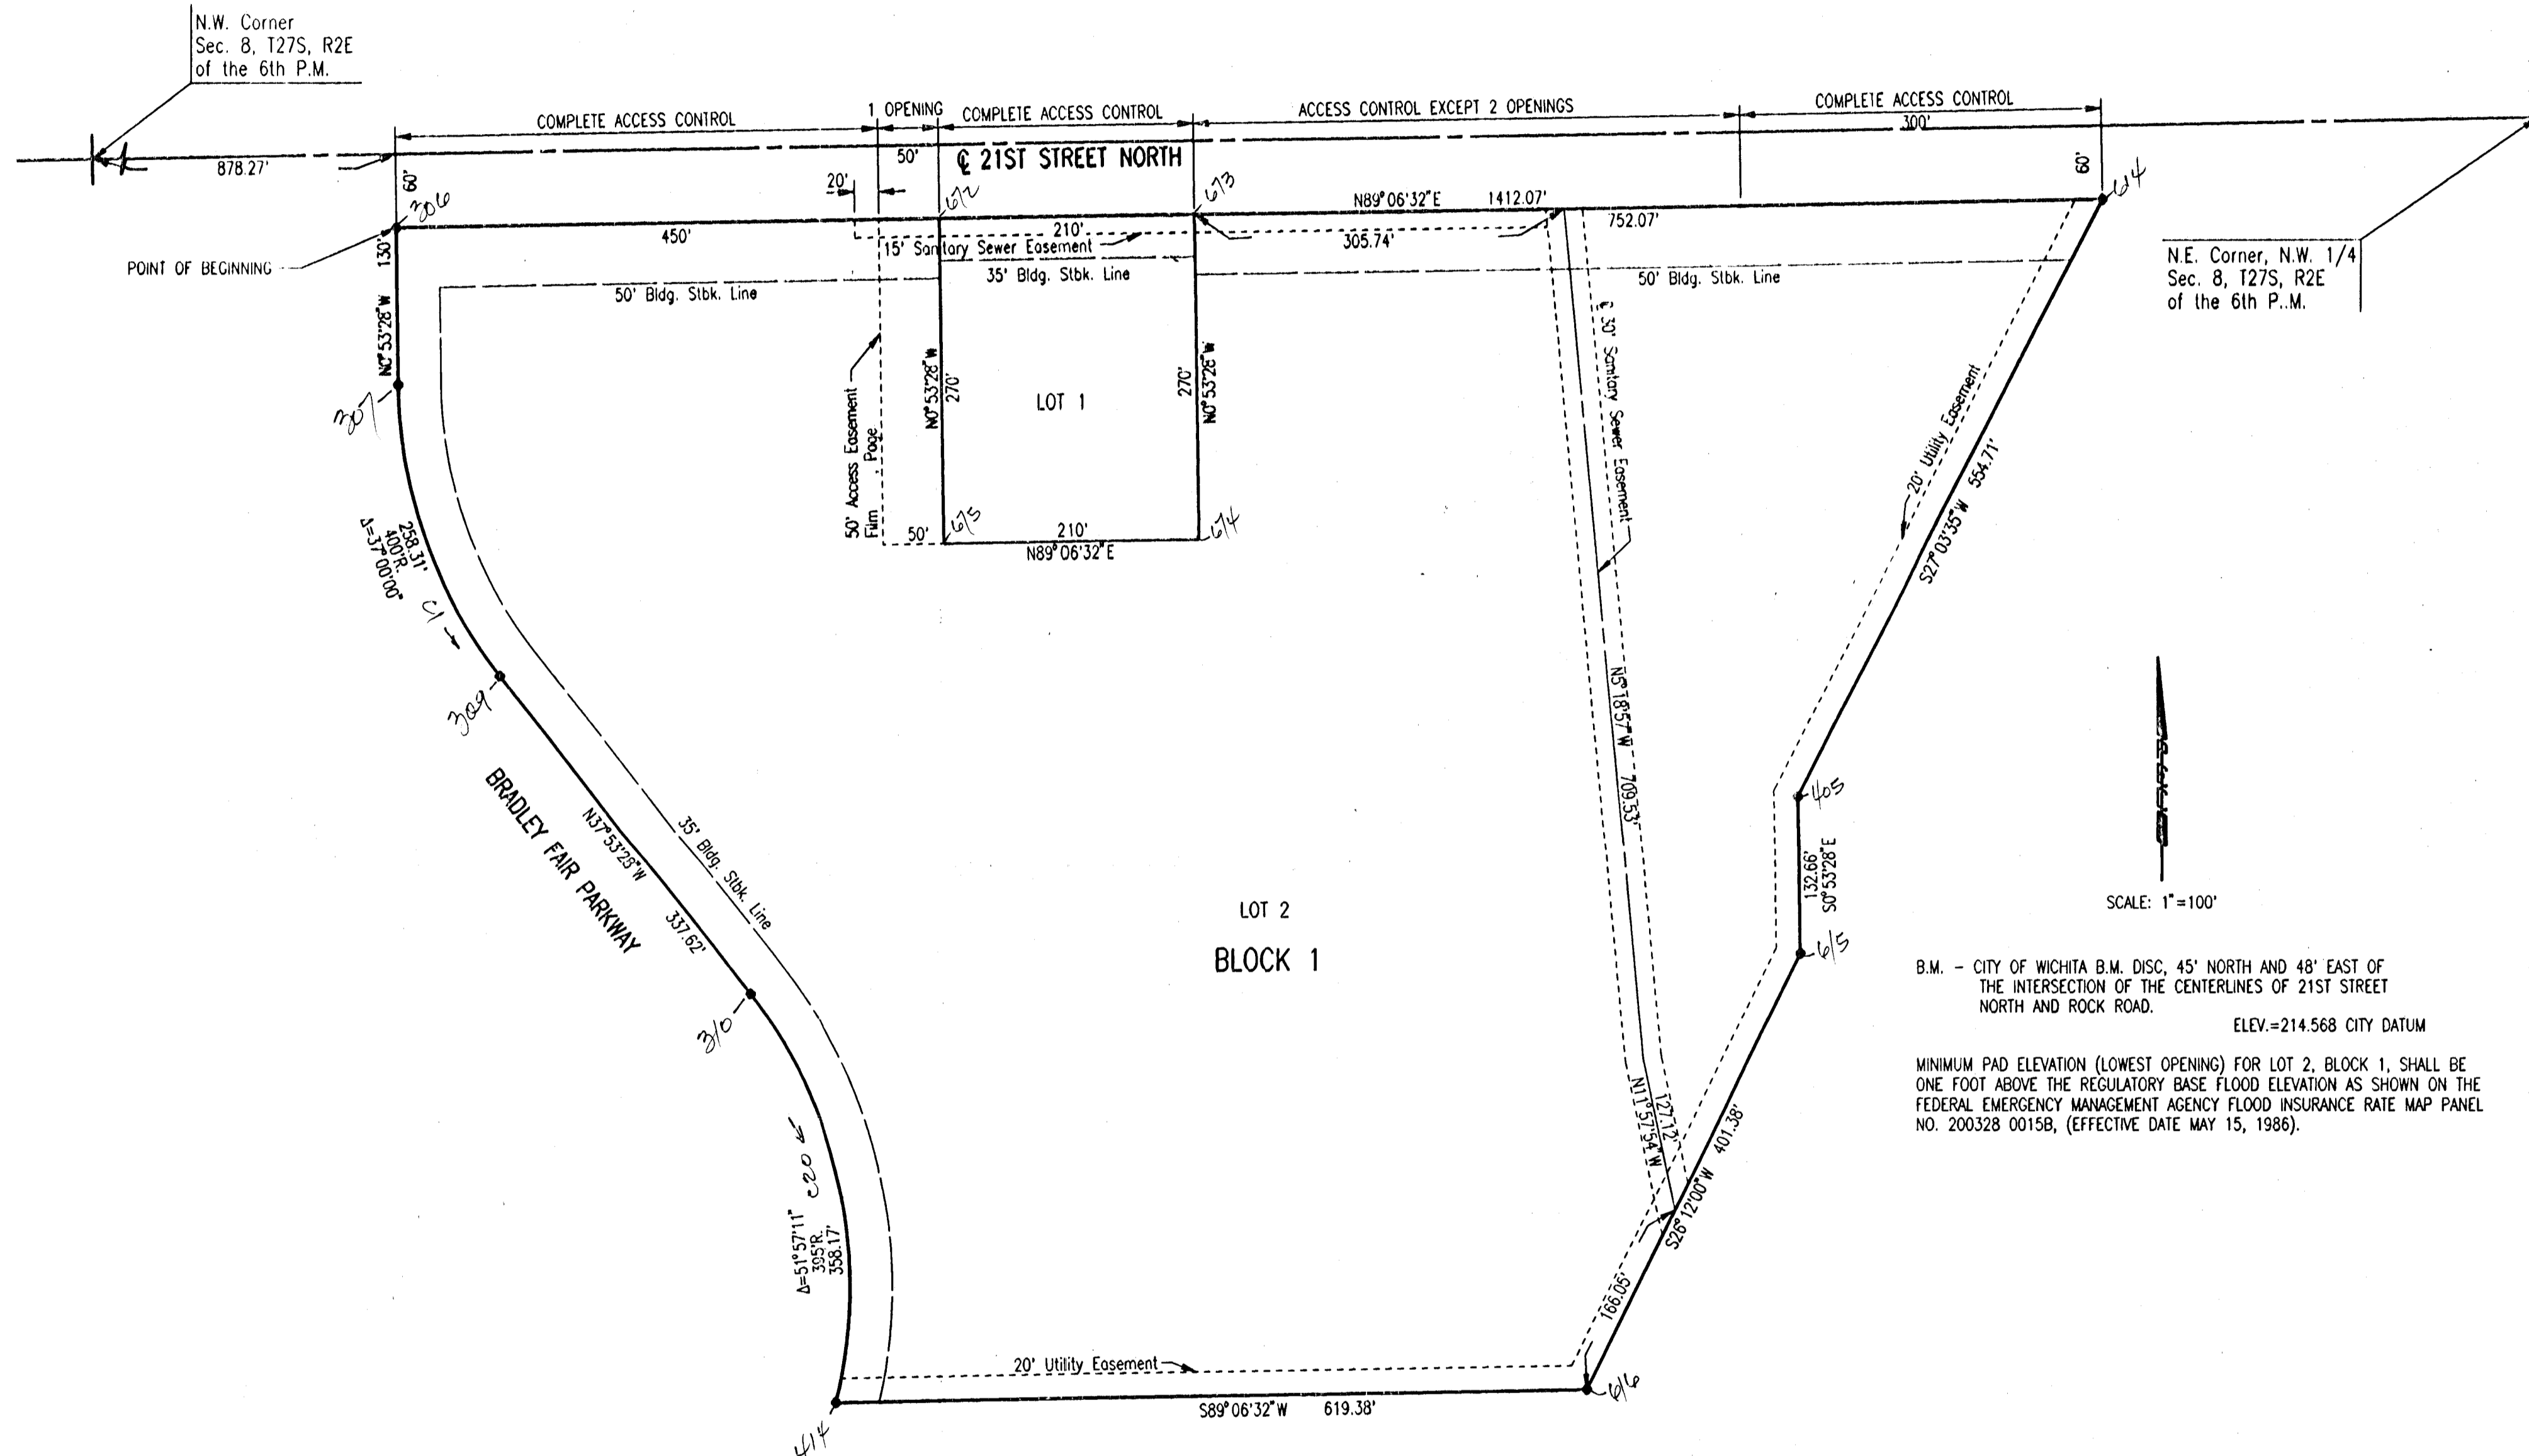 N.W. Corner
Sec. 8, T27S, R2E
of the 6th P.M.
COMPLETE ACCESS CONTROL
1 OPENING
COMPLETE ACCESS CONTROL
ACCESS CONTROL EXCEPT 2 OPENINGS
COMPLETE ACCESS CONTROL
300'
878.27'
50'
℄ 21ST STREET NORTH
60'
60'
20'
306
672
673
614
N89°06'32"E 1412.07'
450'
210'
305.74'
752.07'
POINT OF BEGINNING
130'
N0°53'28"W
15' Sanitary Sewer Easement
35' Bldg. Stbk. Line
50' Bldg. Stbk. Line
50' Bldg. Stbk. Line
N.E. Corner, N.W. 1/4
Sec. 8, T27S, R2E
of the 6th P..M.
307
50' Access Easement
Film , Page
N0°53'28"W
270'
LOT 1
270'
N0°53'28"W
℄ 30' Sanitary Sewer Easement
20' Utility Easement
S27°03'35"W 554.71'
50'
675
210'
674
N89°06'32"E
258.31'
400'R.
Δ=37°00'00"
C1
309
BRADLEY FAIR PARKWAY
N37°53'28"W 337.62'
35' Bldg. Stbk. Line
310
N5°18'57"W 709.53'
405
132.66'
S0°53'28"E
615
LOT 2
BLOCK 1
SCALE: 1"=100'
B.M. - CITY OF WICHITA B.M. DISC, 45' NORTH AND 48' EAST OF
THE INTERSECTION OF THE CENTERLINES OF 21ST STREET
NORTH AND ROCK ROAD.
ELEV.=214.568 CITY DATUM
MINIMUM PAD ELEVATION (LOWEST OPENING) FOR LOT 2, BLOCK 1, SHALL BE
ONE FOOT ABOVE THE REGULATORY BASE FLOOD ELEVATION AS SHOWN ON THE
FEDERAL EMERGENCY MANAGEMENT AGENCY FLOOD INSURANCE RATE MAP PANEL
NO. 200328 0015B, (EFFECTIVE DATE MAY 15, 1986).
N11°57'54"W
127.12'
S26°12'00"W 401.38'
166.05'
C20
Δ=51°57'11"
395'R.
358.17'
20' Utility Easement
414
S89°06'32"W 619.38'
616